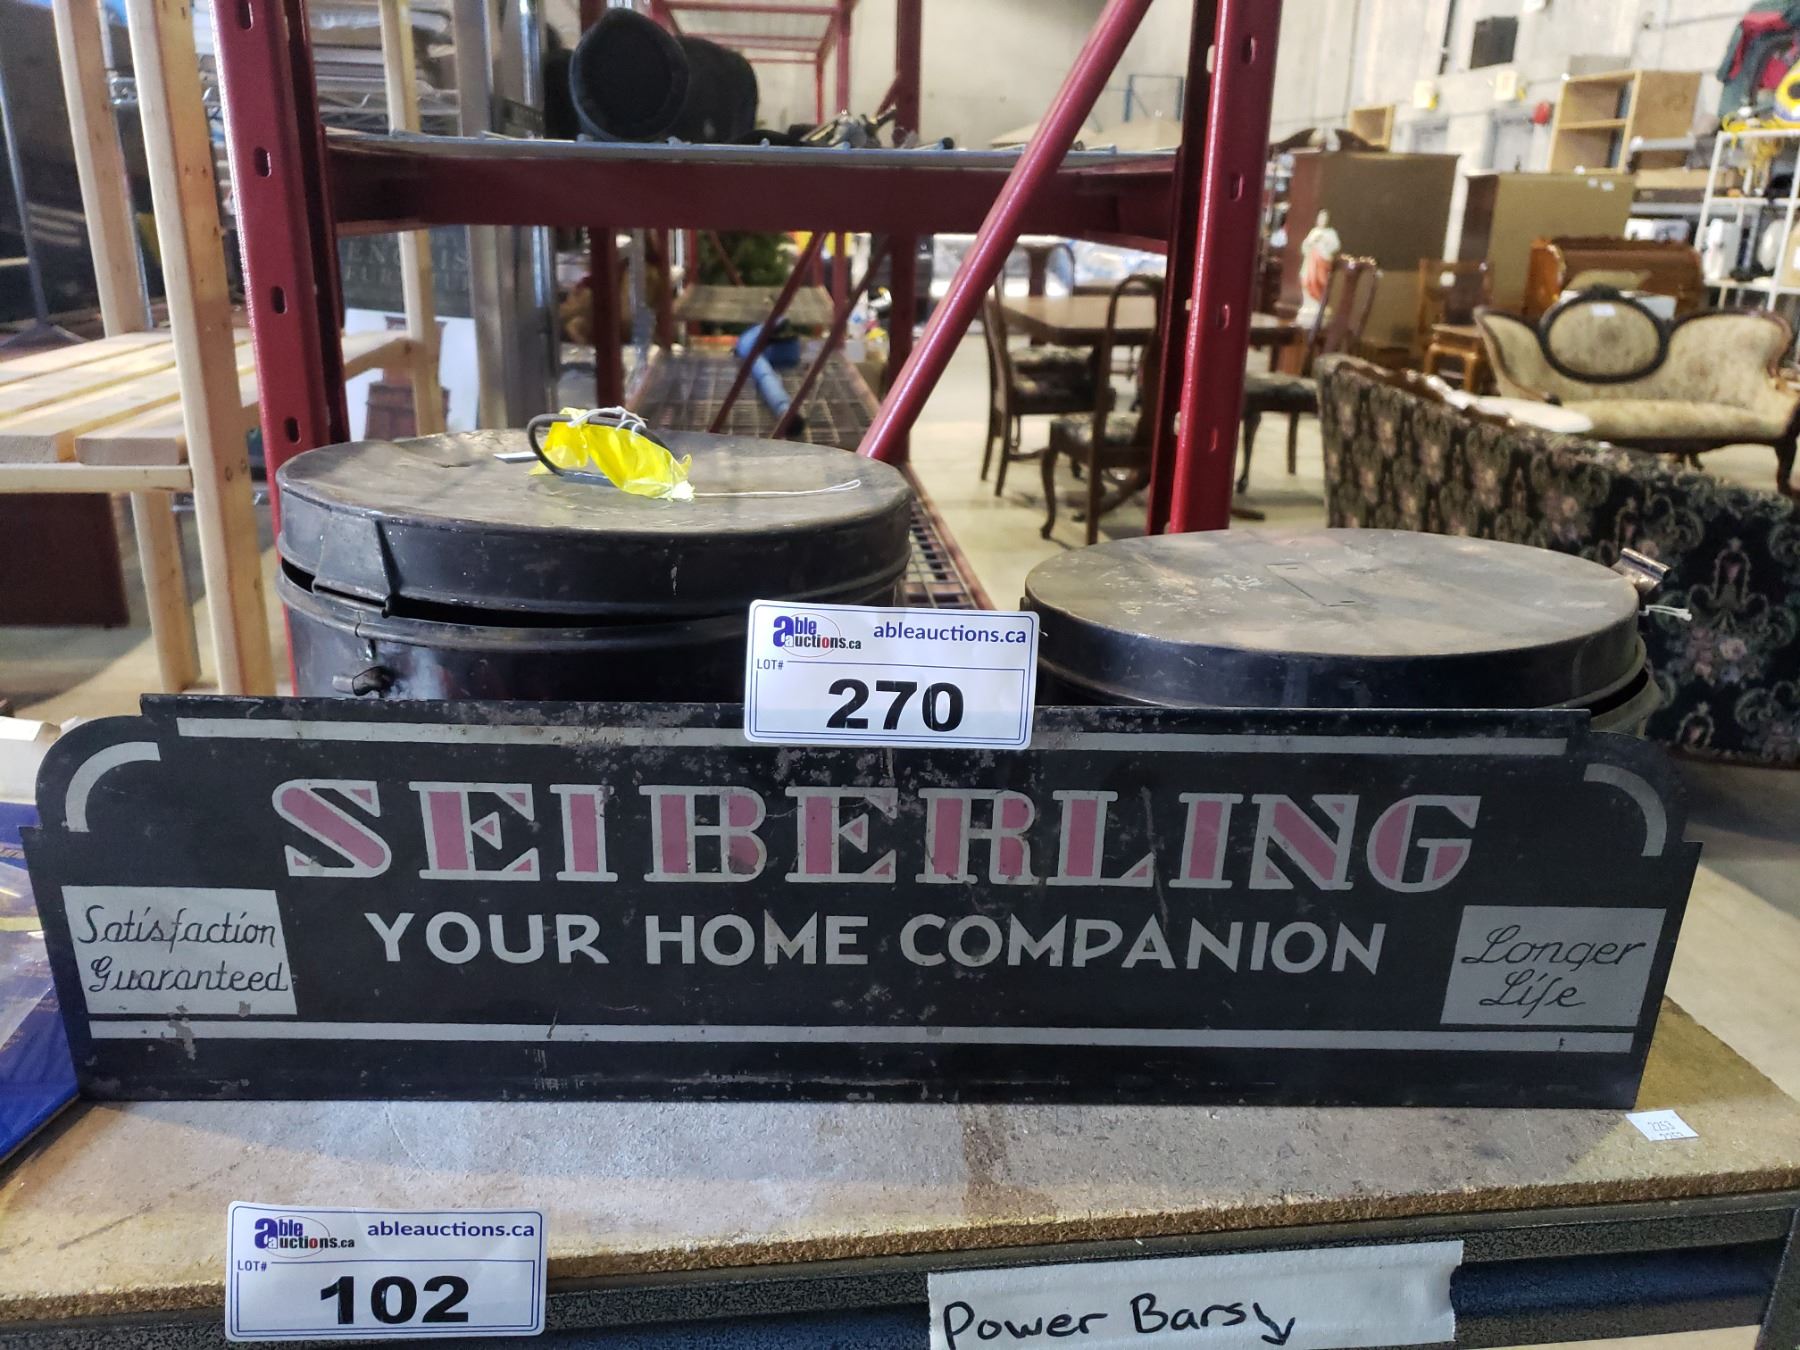 able auctions.ca
ableauctions.ca
LOT#
270
SEIBERLING
YOUR HOME COMPANION
Satisfaction
Guaranteed
Longer
Life
2253
able auctions.ca
ableauctions.ca
LOT#
102
Power Bars